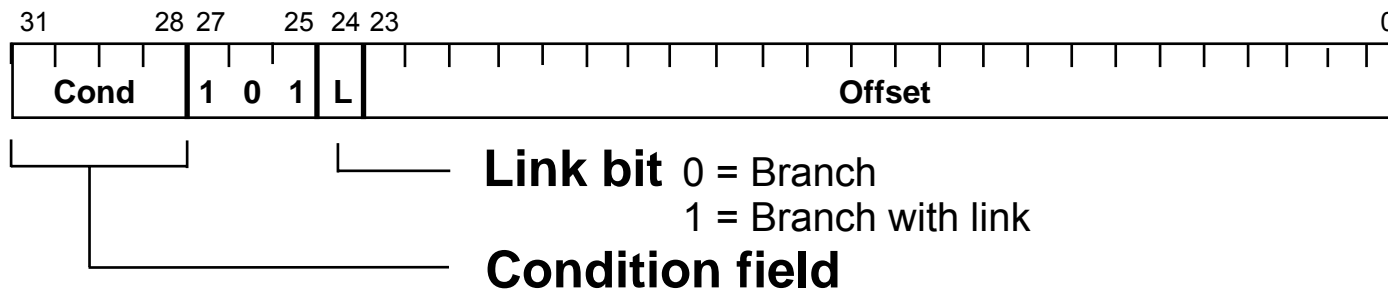 31 28 27 25 24 23 0
Cond 1 0 1 L Offset
Link bit 0 = Branch
1 = Branch with link
Condition field